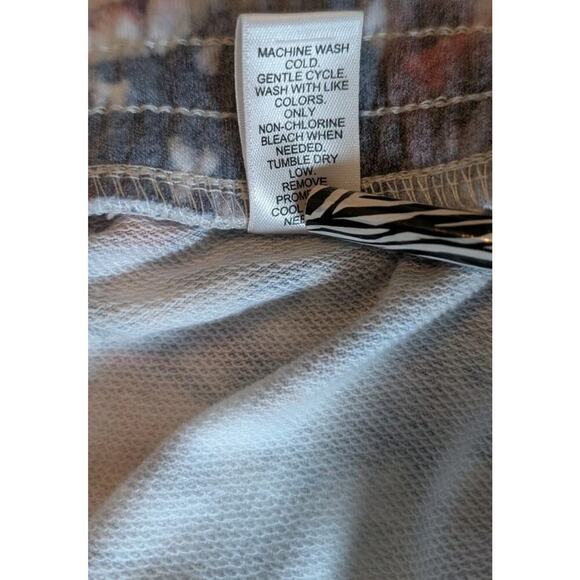 MACHINE WASH
COLD.
GENTLE CYCLE.
WASH WITH LIKE
COLORS.
ONLY
NON-CHLORINE
BLEACH WHEN
NEEDED.
TUMBLE DRY
LOW.
REMOVE
COOL